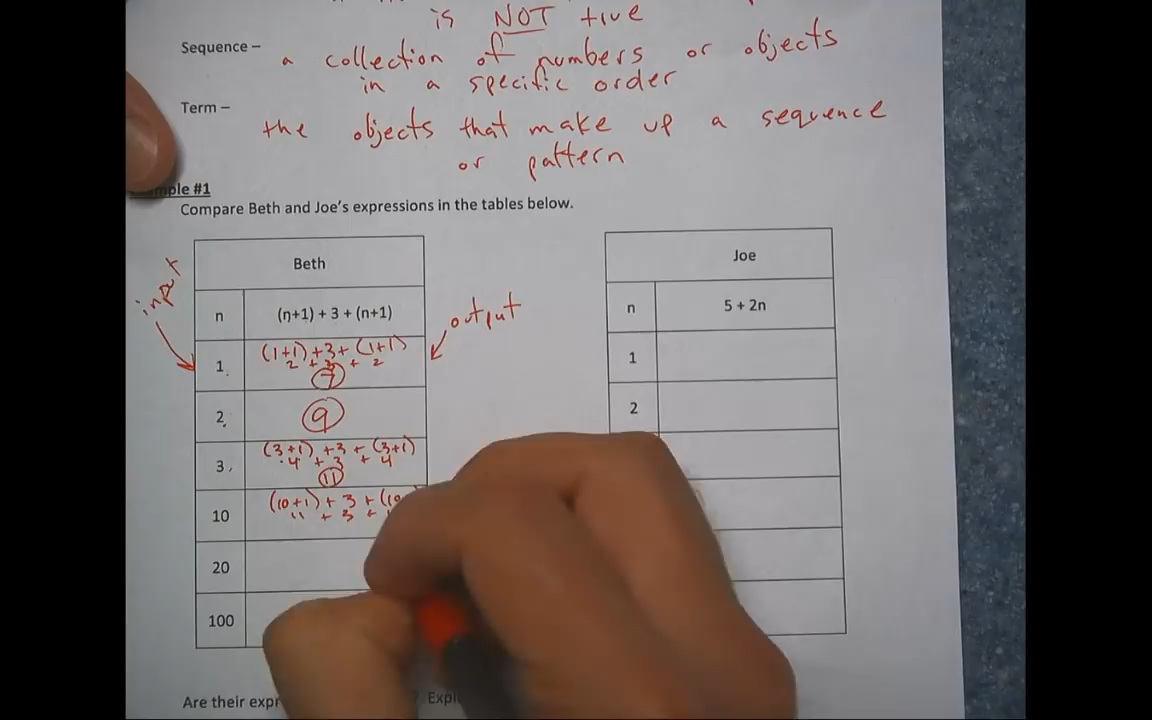 is NOT true
Sequence – a collection of numbers or objects
in a specific order
Term – the objects that make up a sequence
or pattern
#1
Compare Beth and Joe's expressions in the tables below.
input
output
Beth
n (n+1) + 3 + (n+1)
1 (1+1) + 3 + (1+1)
2 + 3 + 2
7
2 9
3 (3+1) + 3 + (3+1)
4 + 3 + 4
11
10 (10+1) + 3 +
11 + 3 +
20
100
Joe
n 5 + 2n
1
2
Are their